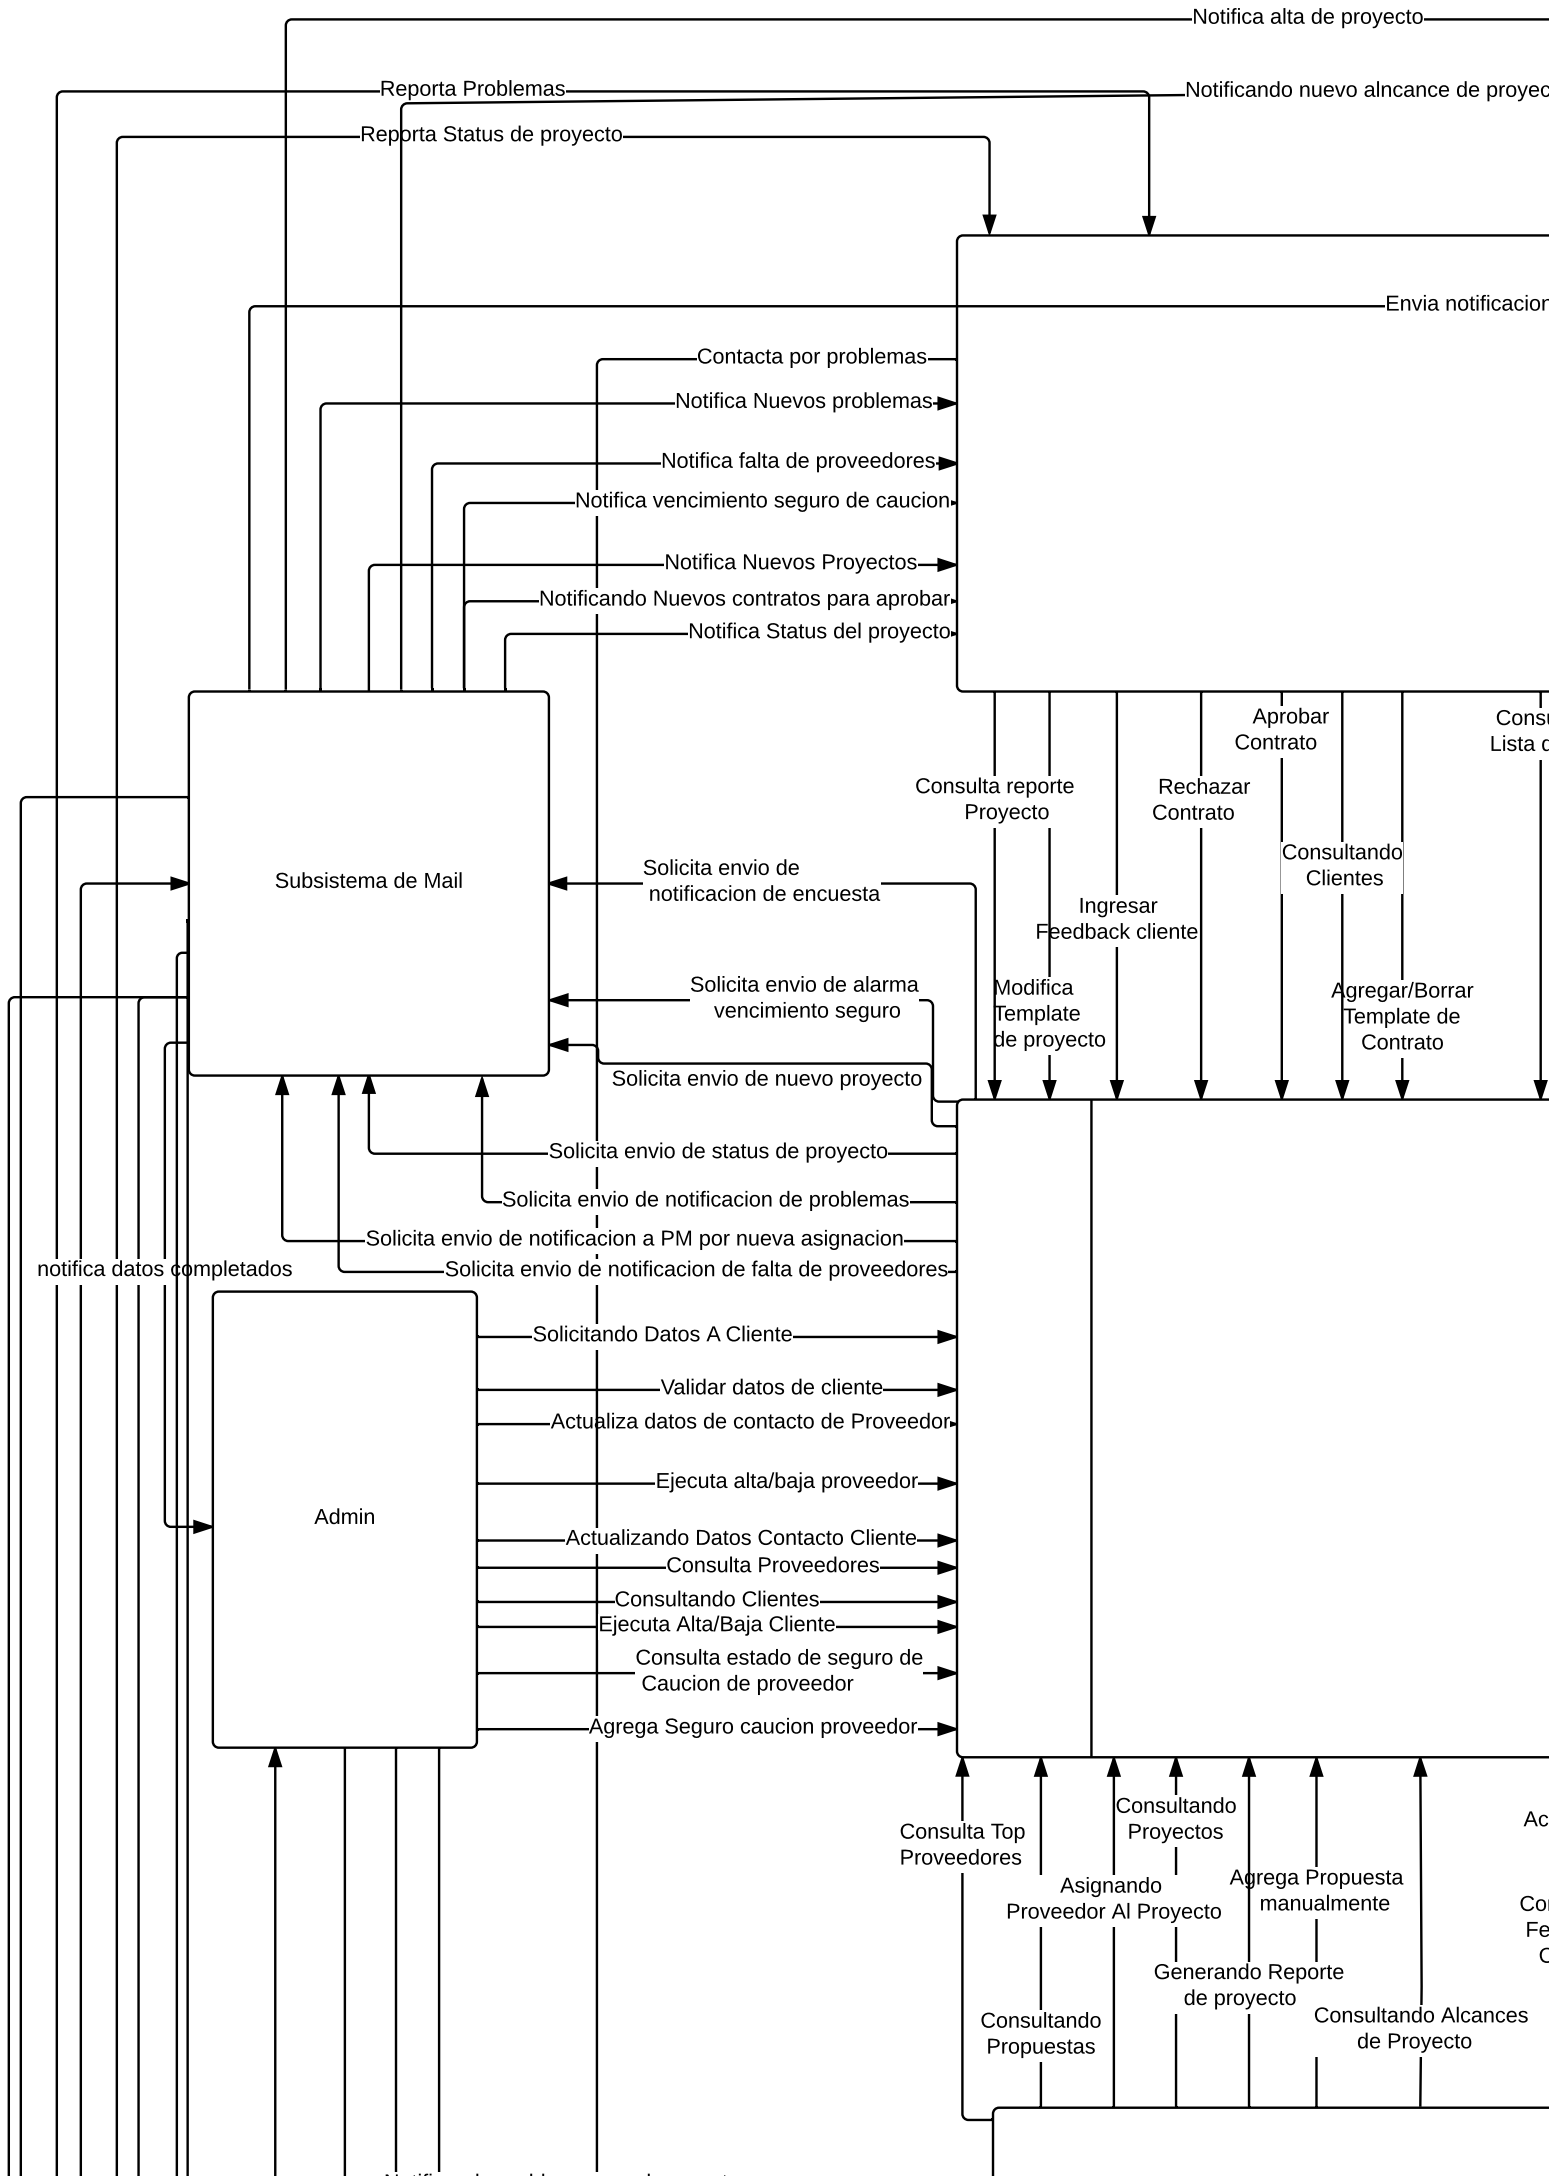 Notifica alta de proyecto
Reporta Problemas
Notificando nuevo alncance de proyec
Reporta Status de proyecto
Envia notificacion
Contacta por problemas
Notifica Nuevos problemas
Notifica falta de proveedores
Notifica vencimiento seguro de caucion
Notifica Nuevos Proyectos
Notificando Nuevos contratos para aprobar
Notifica Status del proyecto
Aprobar
Contrato
Lista
Consulta reporte
Proyecto
Rechazar
Contrato
Consultando
Clientes
Subsistema de Mail
Solicita envio de
notificacion de encuesta
Ingresar
Feedback cliente
Solicita envio de alarma
vencimiento seguro
Modifica
Template
de proyecto
Agregar/Borrar
Template de
Contrato
Solicita envio de nuevo proyecto
Solicita envio de status de proyecto
Solicita envio de notificacion de problemas
Solicita envio de notificacion a PM por nueva asignacion
notifica datos completados
Solicita envio de notificacion de falta de proveedores
Solicitando Datos A Cliente
Validar datos de cliente
Actualiza datos de contacto de Proveedor
Ejecuta alta/baja proveedor
Admin
Actualizando Datos Contacto Cliente
Consulta Proveedores
Consultando Clientes
Ejecuta Alta/Baja Cliente
Consulta estado de seguro de
Caucion de proveedor
Agrega Seguro caucion proveedor
Consulta Top
Proveedores
Consultando
Proyectos
Asignando
Proveedor Al Proyecto
Agrega Propuesta
manualmente
Generando Reporte
de proyecto
Consultando
Propuestas
Consultando Alcances
de Proyecto